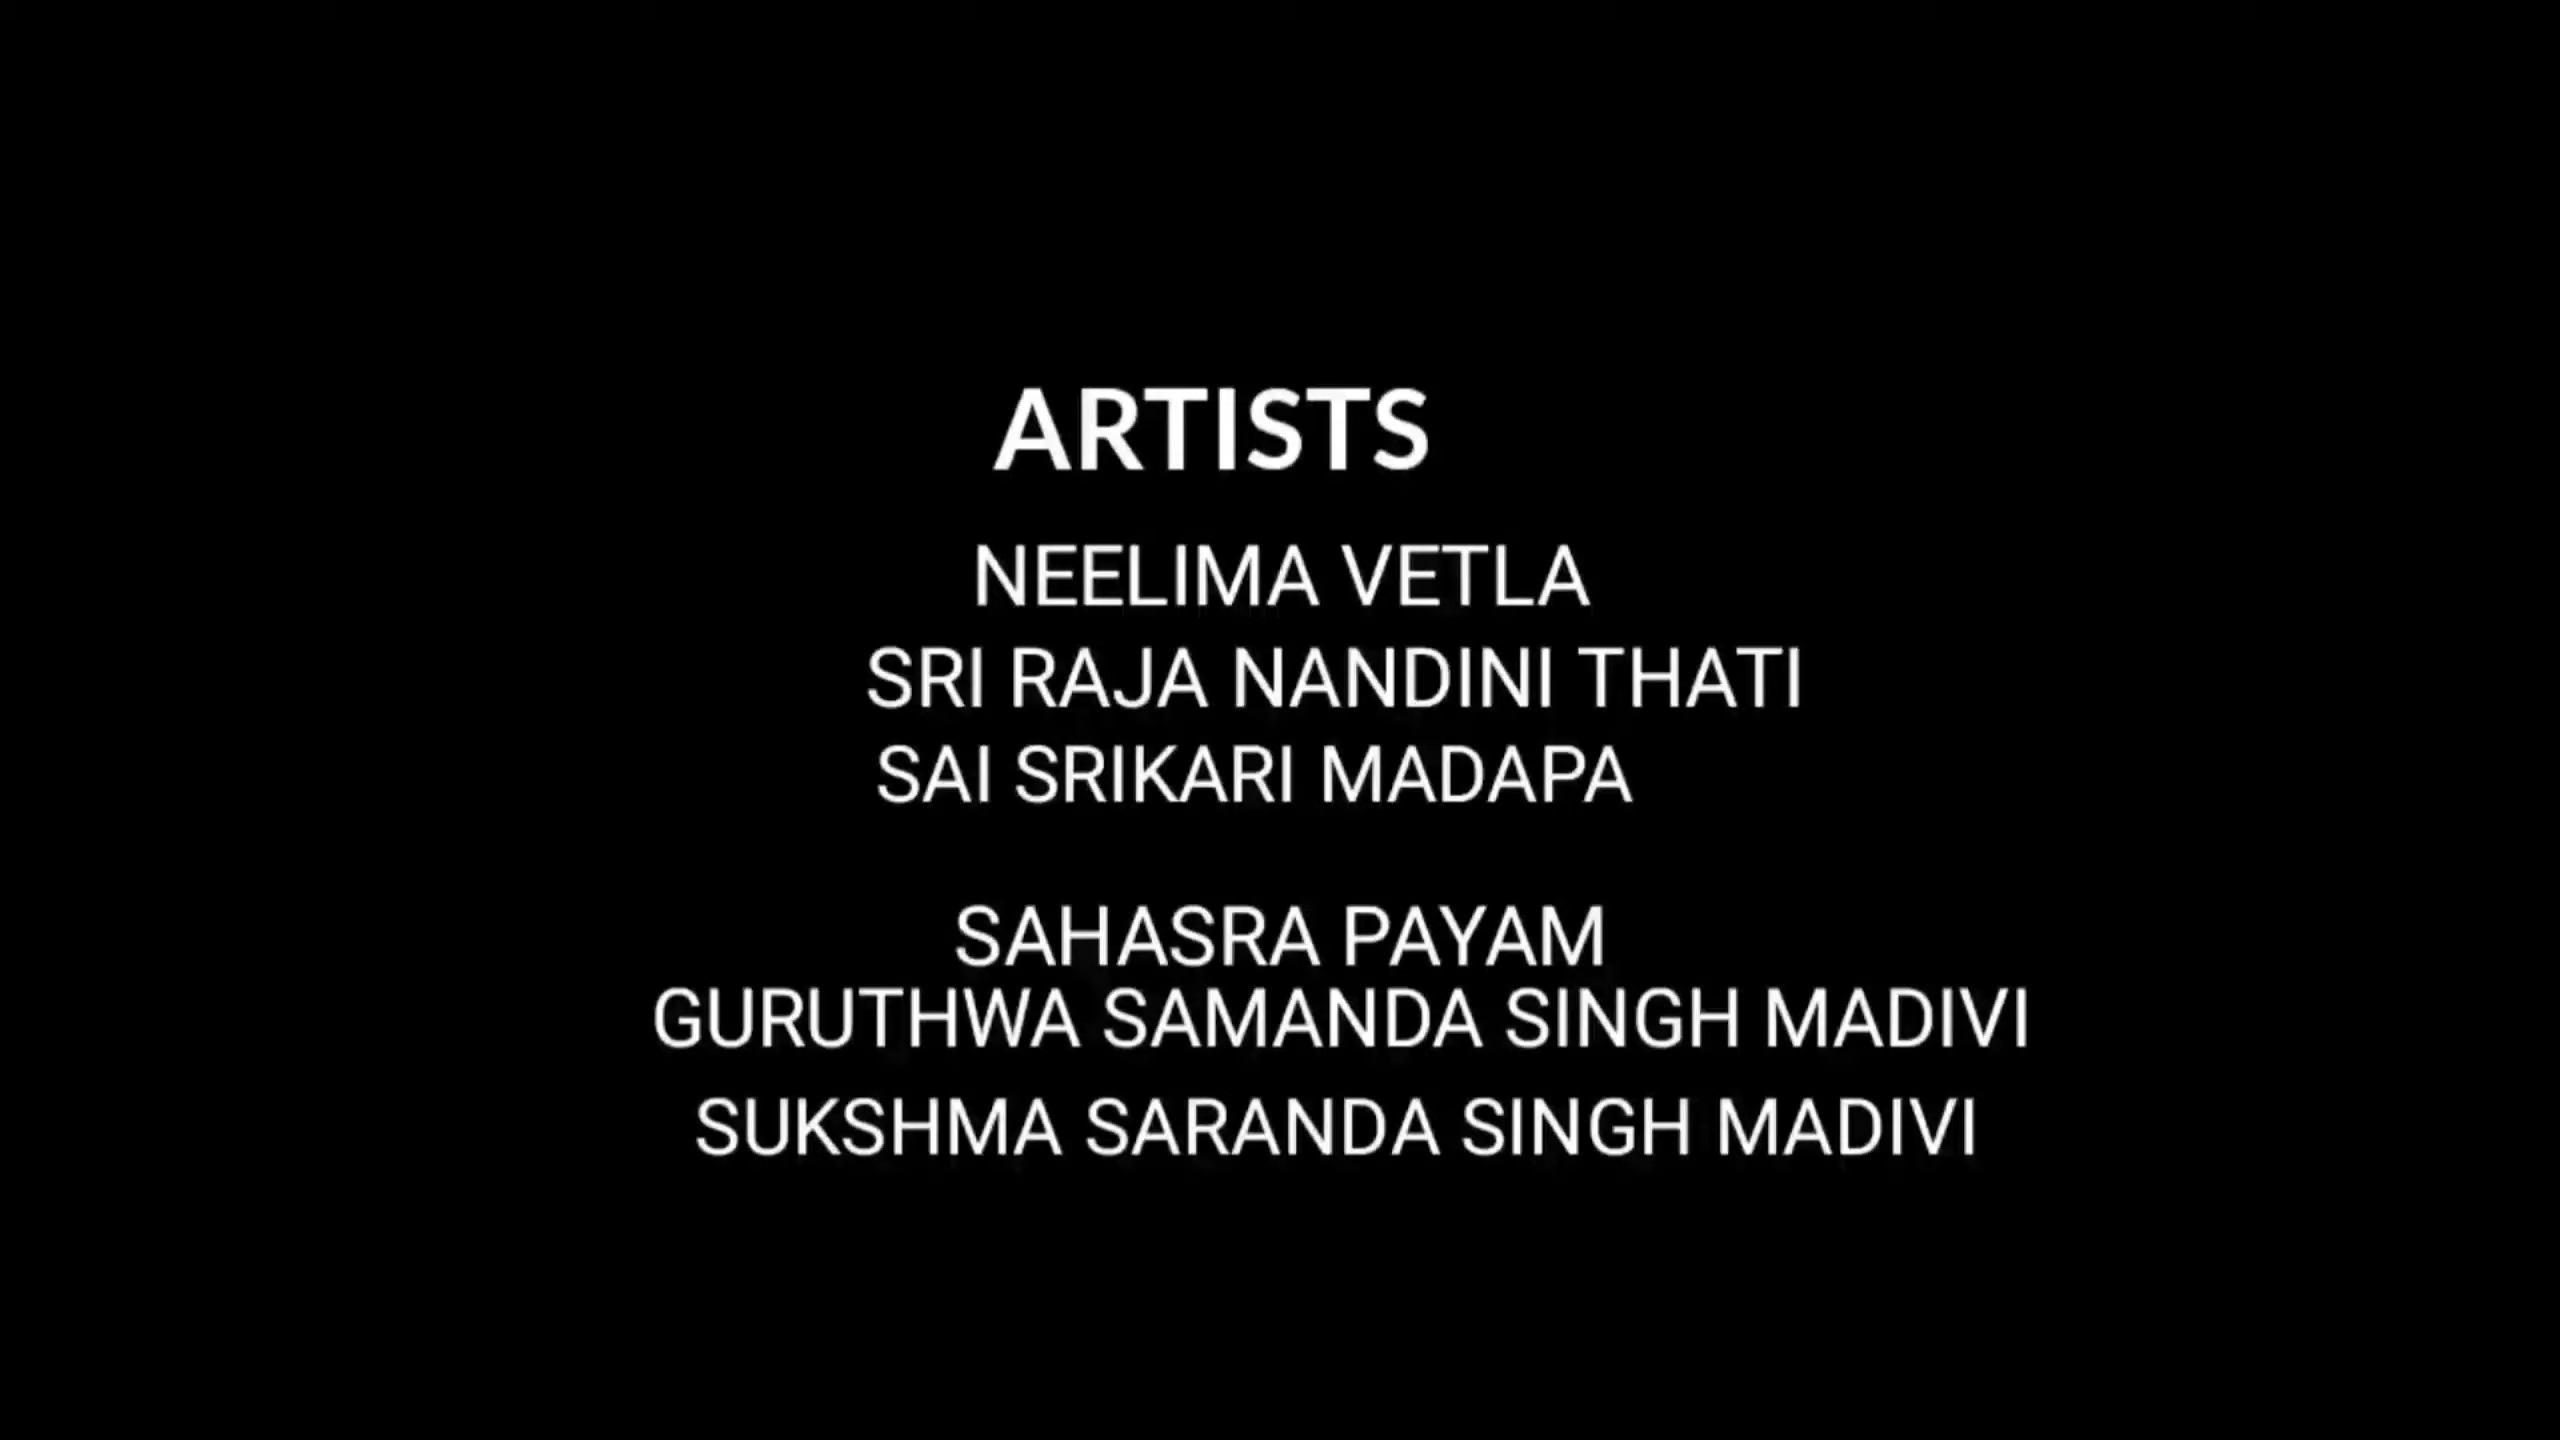 ARTISTS
NEELIMA VETLA
SRI RAJA NANDINI THATI
SAI SRIKARI MADAPA
SAHASRA PAYAM
GURUTHWA SAMANDA SINGH MADIVI
SUKSHMA SARANDA SINGH MADIVI